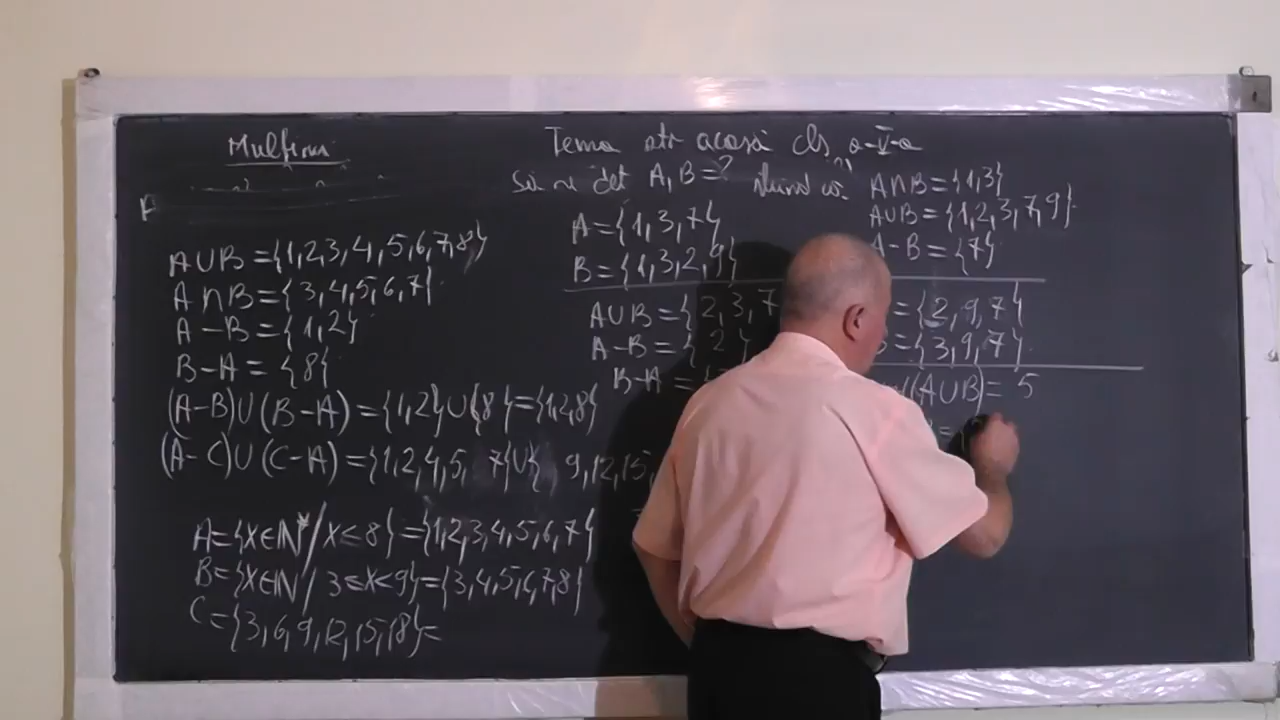 Multimi
Tema ptr acasă cls a-V-a
să se det A, B = ? știind că:
A∩B = {1,3}
A∪B = {1,2,3,7,9}
A-B = {7}
A = {1,3,7}
B = {1,3,2,9}
A∪B = {1,2,3,4,5,6,7,8}
A∩B = {3,4,5,6,7}
A-B = {1,2}
B-A = {8}
(A-B)∪(B-A) = {1,2}∪{8} = {1,2,8}
(A-C)∪(C-A) = {1,2,4,5, 7}∪{ 9,12,15,
A = {x∈ℕ* / x<8} = {1,2,3,4,5,6,7}
B = {x∈ℕ / 3≤x<9} = {3,4,5,6,7,8}
C = {3,6,9,12,15,18} =
A∪B = {2,3,7
A-B = {2}
B-A =
= {2,9,7}
= {3,9,7}
(A∪B) = 5